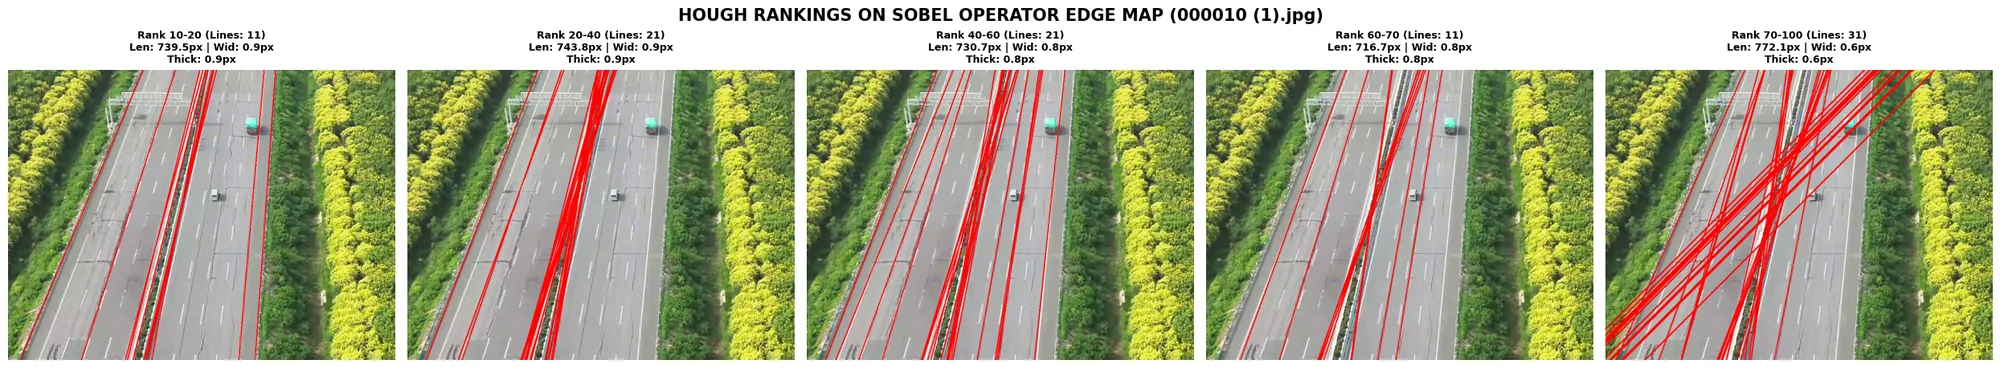 HOUGH RANKINGS ON SOBEL OPERATOR EDGE MAP (000010 (1).jpg)
Rank 10-20 (Lines: 11)
Len: 739.5px | Wid: 0.9px
Thick: 0.9px
Rank 20-40 (Lines: 21)
Len: 743.8px | Wid: 0.9px
Thick: 0.9px
Rank 40-60 (Lines: 21)
Len: 730.7px | Wid: 0.8px
Thick: 0.8px
Rank 60-70 (Lines: 11)
Len: 716.7px | Wid: 0.8px
Thick: 0.8px
Rank 70-100 (Lines: 31)
Len: 772.1px | Wid: 0.6px
Thick: 0.6px